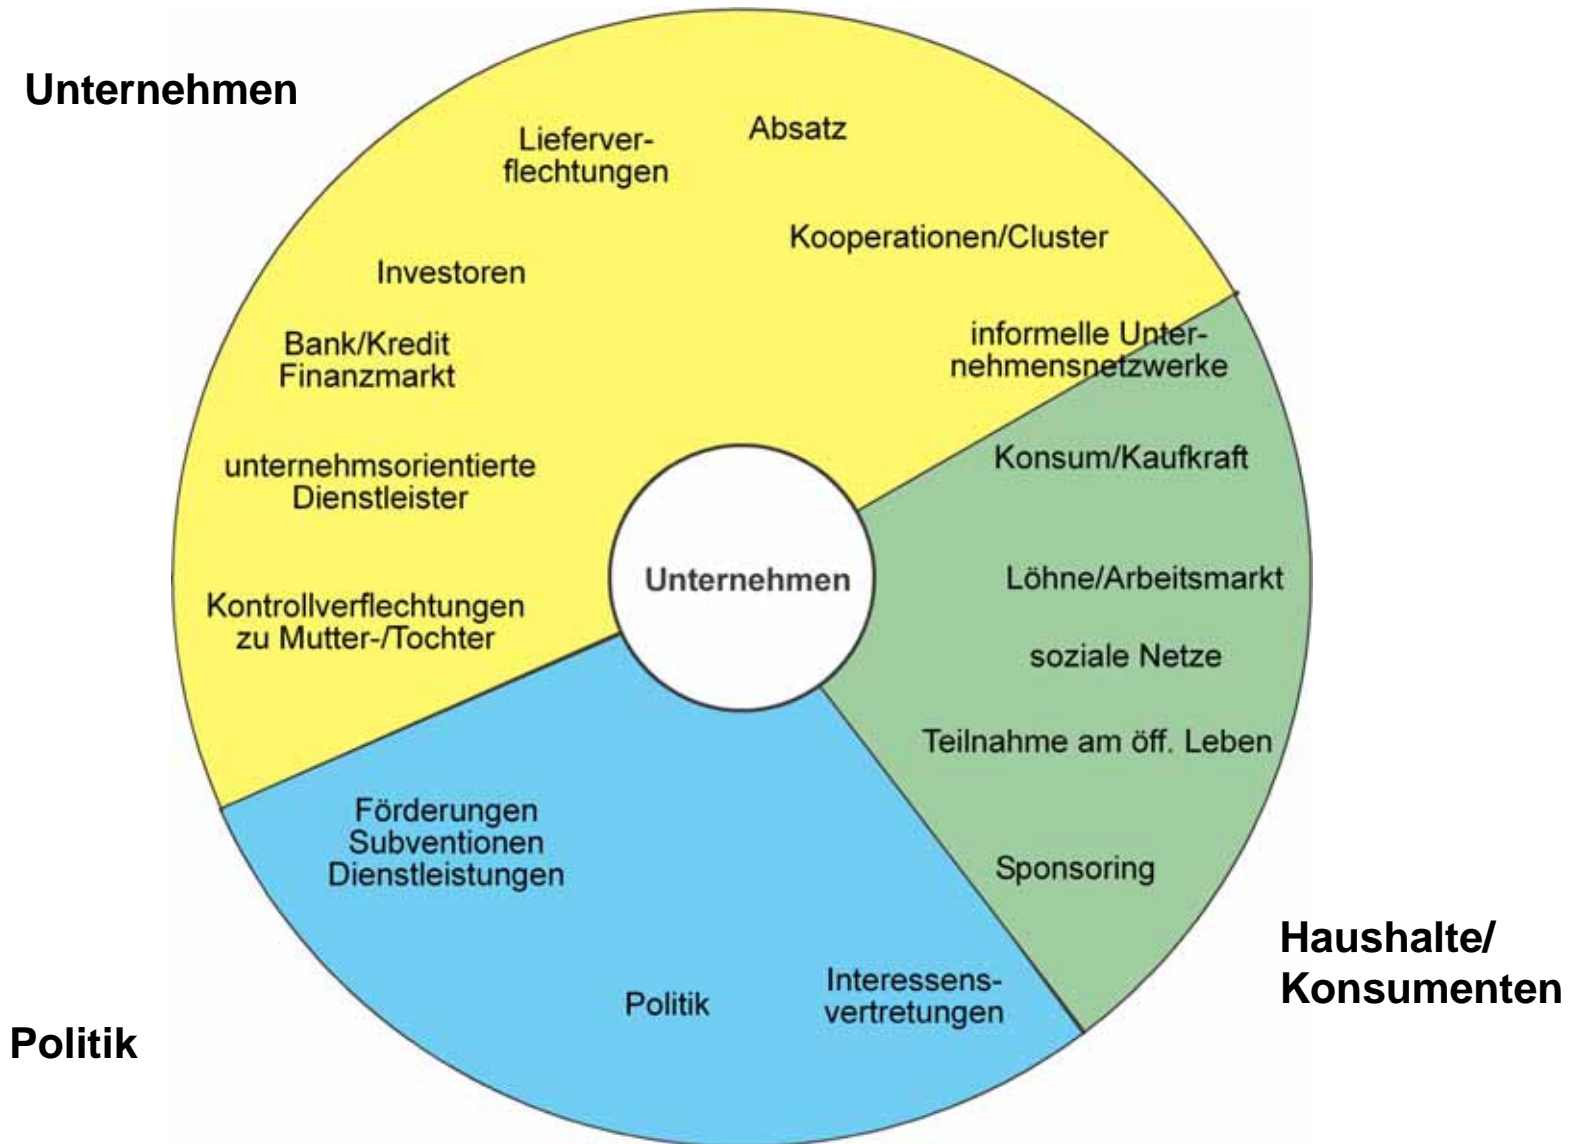 Unternehmen
Lieferver-
flechtungen
Absatz
Kooperationen/Cluster
Investoren
informelle Unter-
nehmensnetzwerke
Bank/Kredit
Finanzmarkt
unternehmsorientierte
Dienstleister
Konsum/Kaufkraft
Unternehmen
Löhne/Arbeitsmarkt
Kontrollverflechtungen
zu Mutter-/Tochter
soziale Netze
Teilnahme am öff. Leben
Förderungen
Subventionen
Dienstleistungen
Sponsoring
Haushalte/
Konsumenten
Interessens-
vertretungen
Politik
Politik